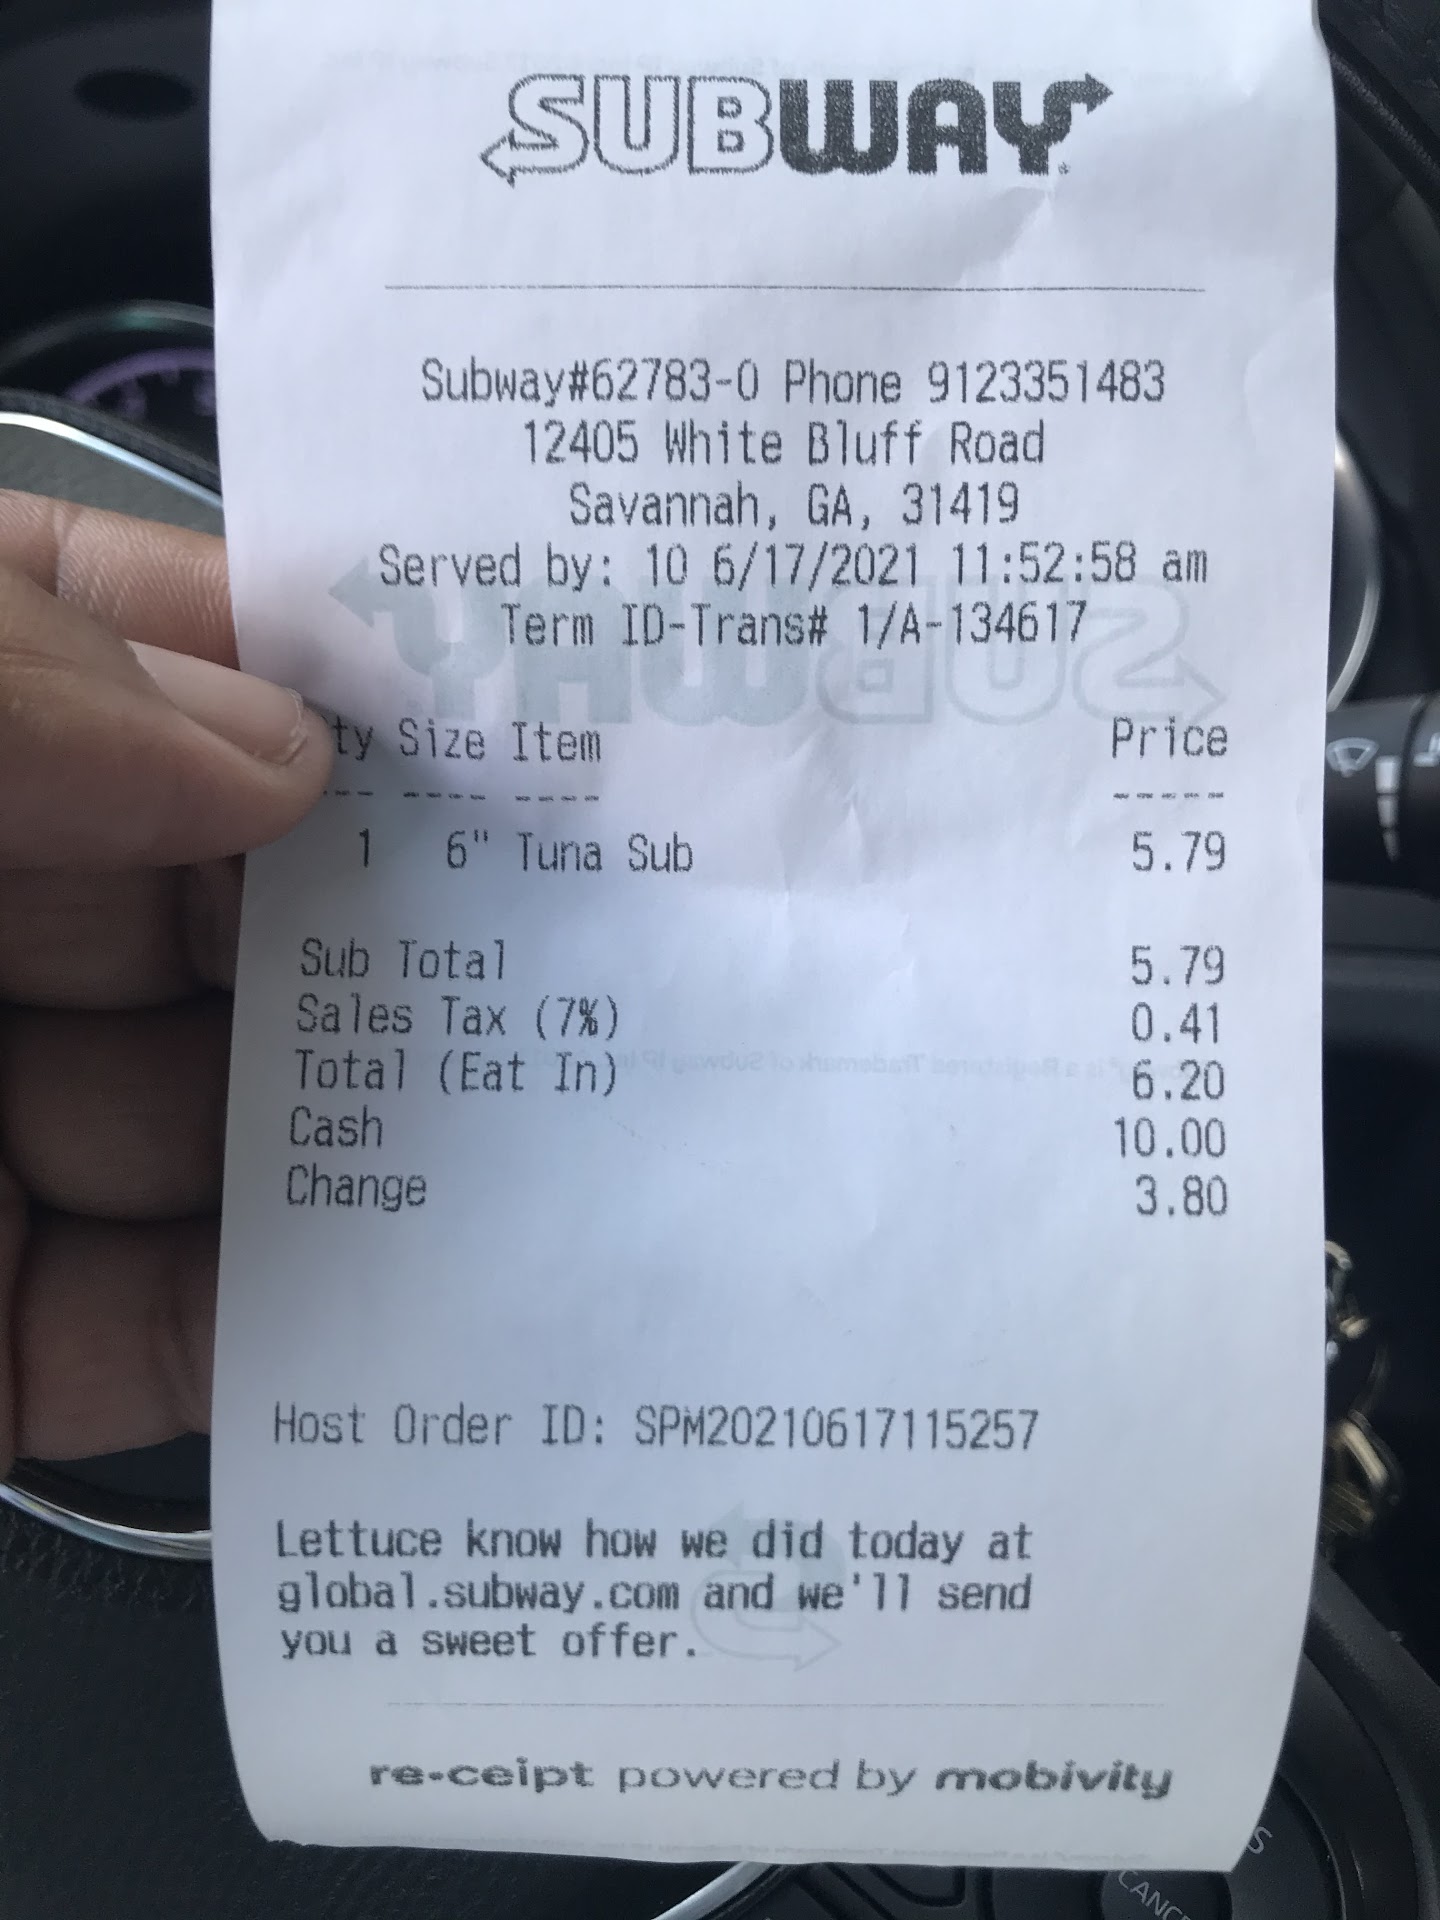 SUBWAY
Subway#62783-0 Phone 9123351483
12405 White Bluff Road
Savannah, GA, 31419
Served by: 10 6/17/2021 11:52:58 am
Term ID-Trans# 1/A-134617
ty Size Item Price
--- ---- ---- -----
1 6" Tuna Sub 5.79
Sub Total 5.79
Sales Tax (7%) 0.41
Total (Eat In) 6.20
Cash 10.00
Change 3.80
Host Order ID: SPM20210617115257
Lettuce know how we did today at
global.subway.com and we'll send
you a sweet offer.
re-ceipt powered by mobivity